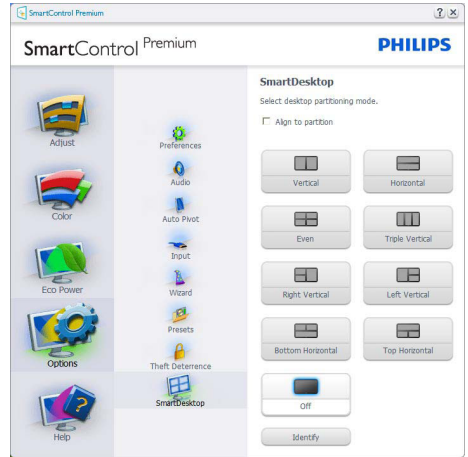 SmartControl Premium
SmartControl Premium
PHILIPS
Adjust
Color
Eco Power
Options
Help
Preferences
Audio
Auto Pivot
Input
Wizard
Presets
Theft Deterrence
SmartDesktop
SmartDesktop
Select desktop partitioning mode.
Align to partition
Vertical
Horizontal
Even
Triple Vertical
Right Vertical
Left Vertical
Bottom Horizontal
Top Horizontal
Off
Identify